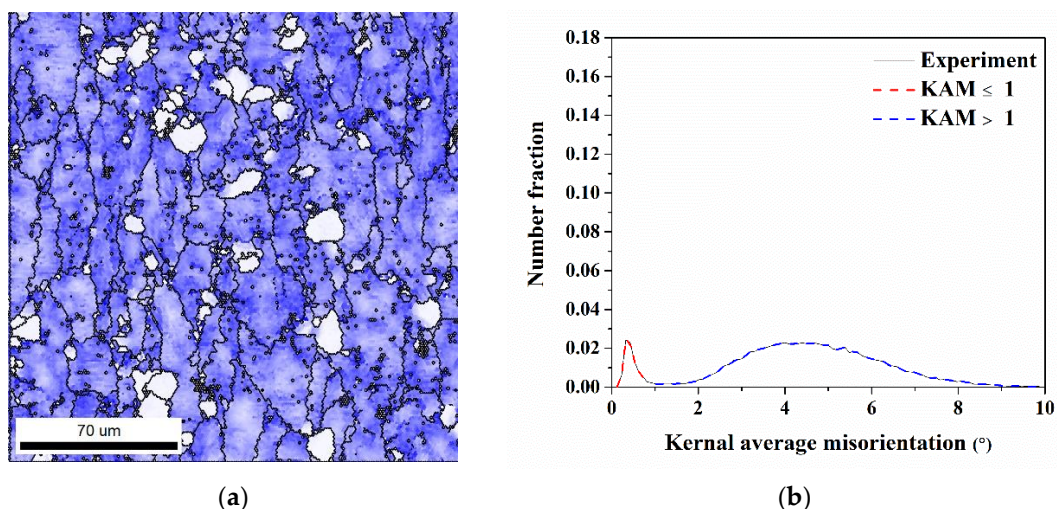 70 um
(a)
0.18
0.16
0.14
0.12
0.10
0.08
0.06
0.04
0.02
0.00
Number fraction
Experiment
KAM ≤ 1
KAM > 1
0 2 4 6 8 10
Kernal average misorientation (°)
(b)